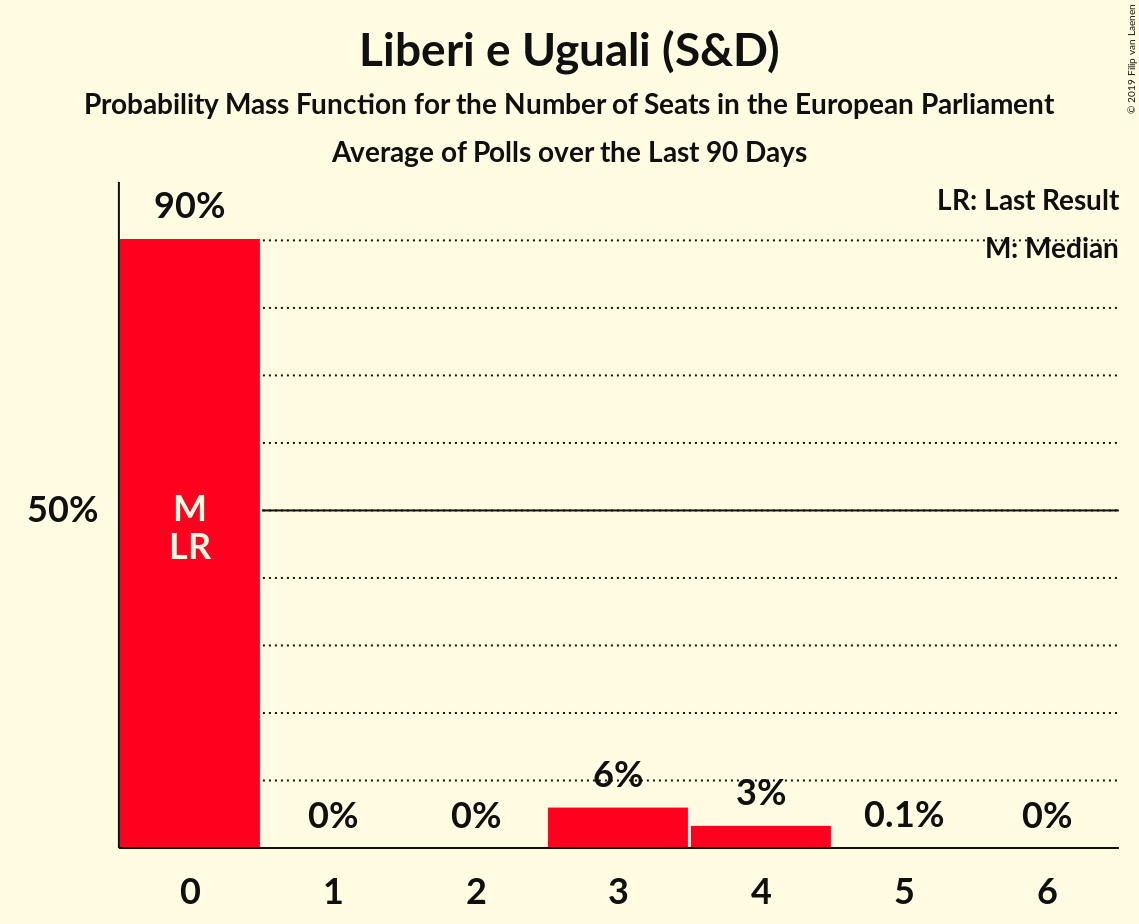 Liberi e Uguali (S&D)
Probability Mass Function for the Number of Seats in the European Parliament
Average of Polls over the Last 90 Days
© 2019 Filip van Laenen
LR: Last Result
M: Median
90%
50%
M
LR
0%
0%
6%
3%
0.1%
0%
0
1
2
3
4
5
6